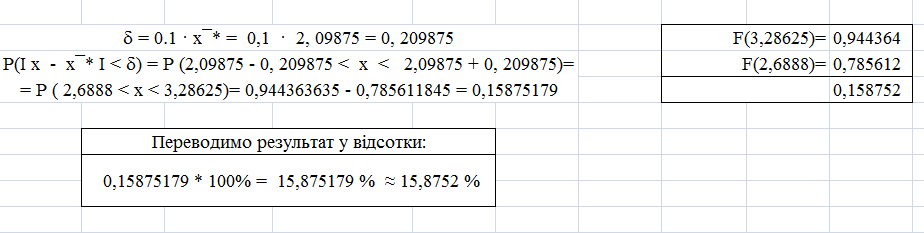 δ = 0.1 · x¯* = 0,1 · 2, 09875 = 0, 209875
F(3,28625)= 0,944364
P(I x - x¯* I < δ) = P (2,09875 - 0, 209875 < x < 2,09875 + 0, 209875)=
F(2,6888)= 0,785612
= P ( 2,6888 < x < 3,28625)= 0,944363635 - 0,785611845 = 0,15875179
0,158752
Переводимо результат у відсотки:
0,15875179 * 100% = 15,875179 % ≈ 15,8752 %